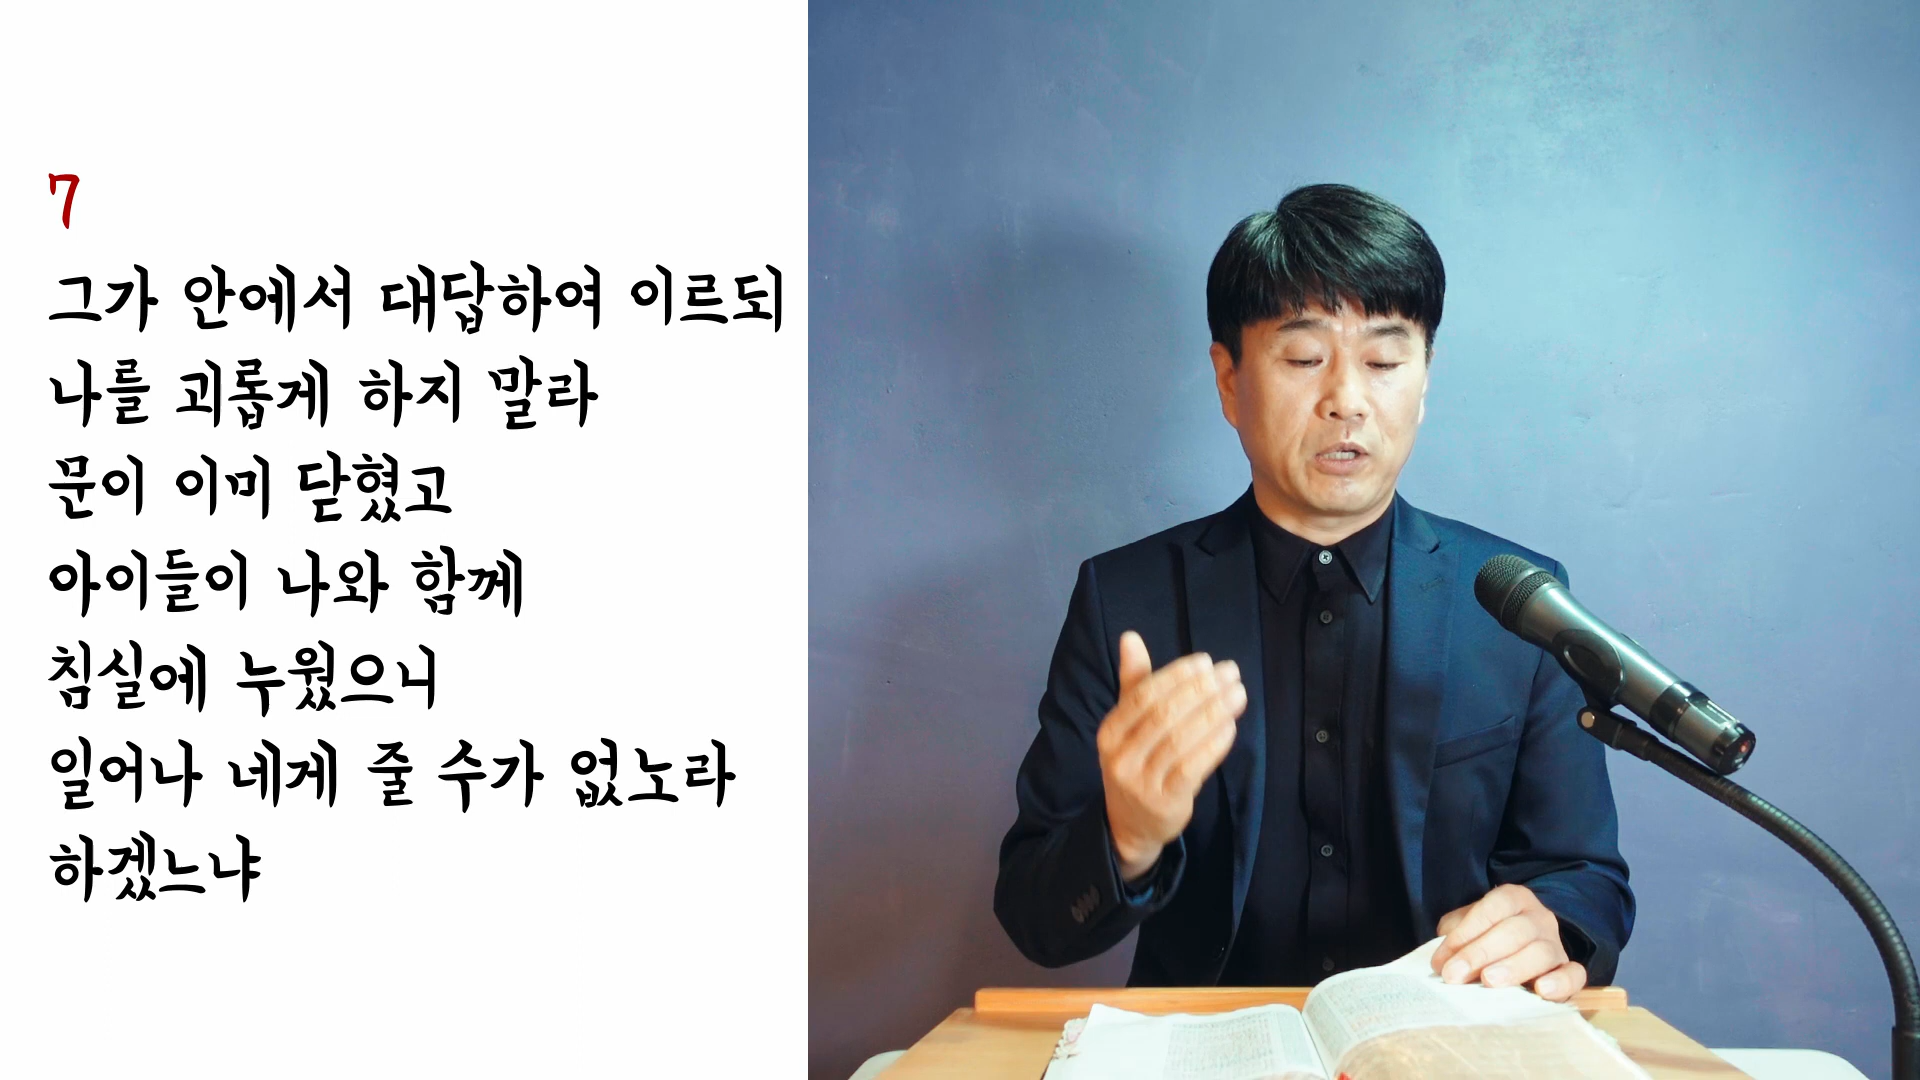 7
그가 안에서 대답하여 이르되
나를 괴롭게 하지 말라
문이 이미 닫혔고
아이들이 나와 함께
침실에 누웠으니
일어나 네게 줄 수가 없노라
하겠느냐